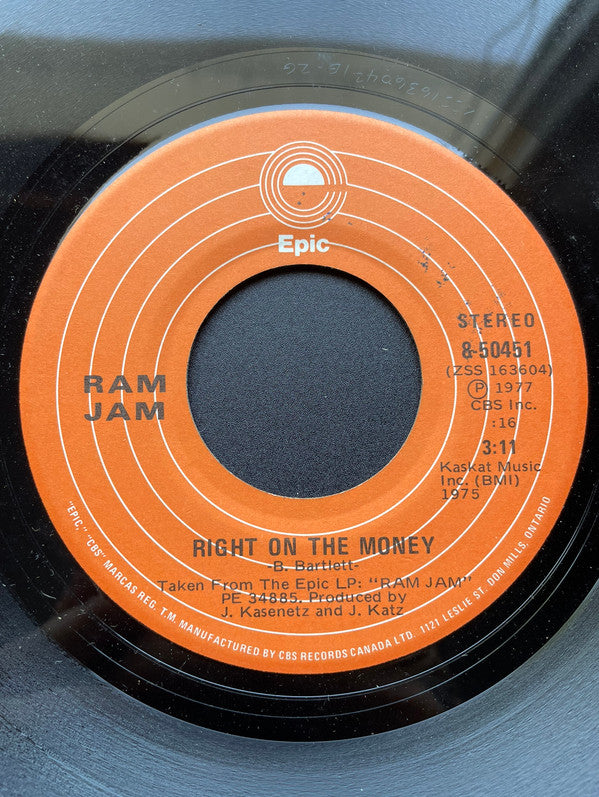 Epic
STEREO
8-50451
(ZSS 163604)
Ⓟ 1977
CBS Inc.
:16
3:11
Kaskat Music
Inc. (BMI)
1975
RAM
JAM
RIGHT ON THE MONEY
-B. Bartlett-
Taken From The Epic LP: “RAM JAM”
PE 34885. Produced by
J. Kasenetz and J. Katz
"EPIC," "CBS" MARCAS REG. T.M. MANUFACTURED BY CBS RECORDS CANADA LTD. 1121 LESLIE ST. DON MILLS, ONTARIO